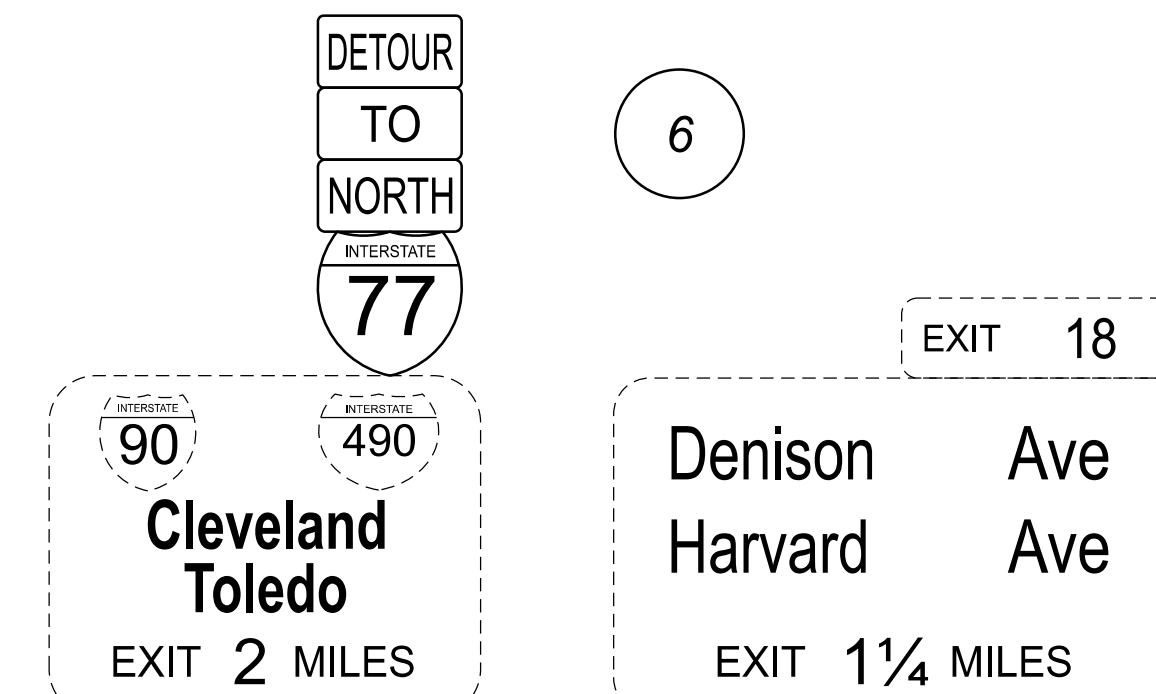 DETOUR
TO
NORTH
INTERSTATE
77
INTERSTATE
90
INTERSTATE
490
Cleveland
Toledo
EXIT 2 MILES
6
EXIT 18
Denison Ave
Harvard Ave
EXIT 1¼ MILES